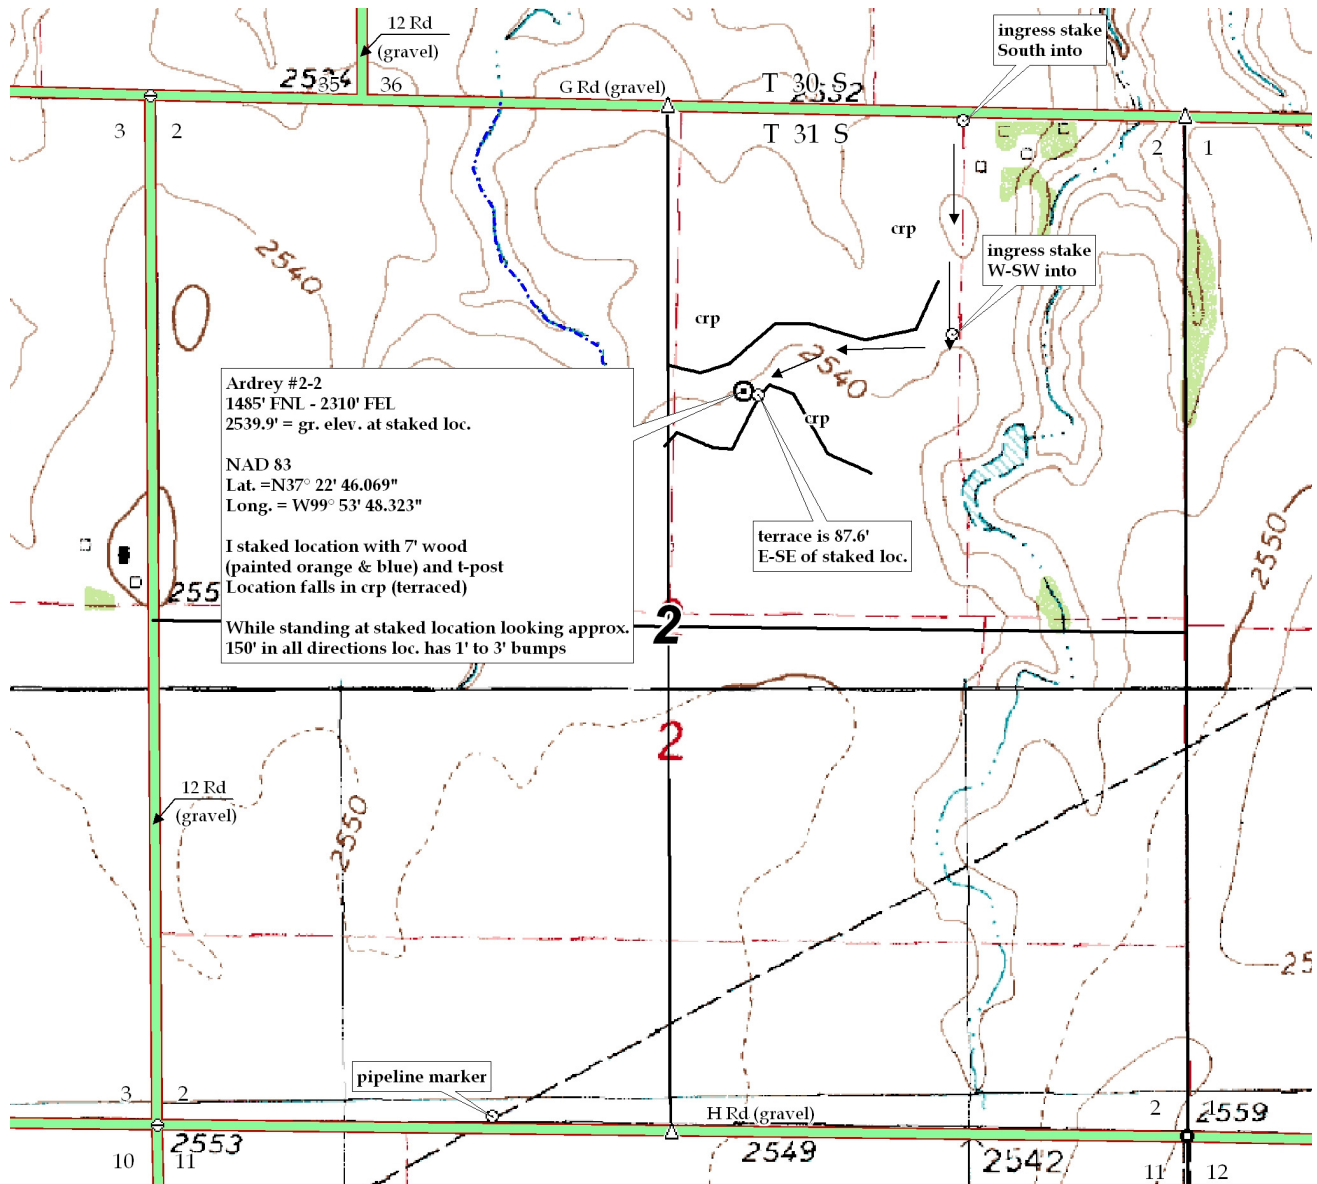 ingress stake
South into
12 Rd
(gravel)
35
36
G Rd (gravel)
T 30 S
2532
T 31 S
3
2
2
1
2540
crp
ingress stake
W-SW into
crp
2540
crp
Ardrey #2-2
1485' FNL - 2310' FEL
2539.9' = gr. elev. at staked loc.
NAD 83
Lat. =N37° 22' 46.069"
Long. = W99° 53' 48.323"
I staked location with 7' wood
(painted orange & blue) and t-post
Location falls in crp (terraced)
While standing at staked location looking approx.
150' in all directions loc. has 1' to 3' bumps
terrace is 87.6'
E-SE of staked loc.
2550
255
2
2
12 Rd
(gravel)
2550
25
pipeline marker
3
2
H Rd (gravel)
2
1
2559
2553
2549
2542
10
11
11
12